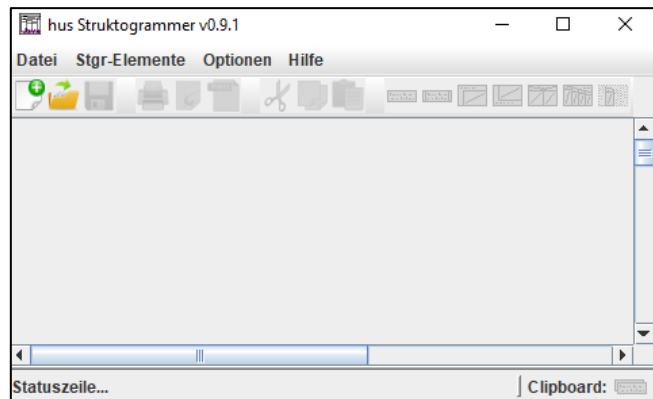 hus Struktogrammer v0.9.1
Datei Stgr-Elemente Optionen Hilfe
Statuszeile... Clipboard: